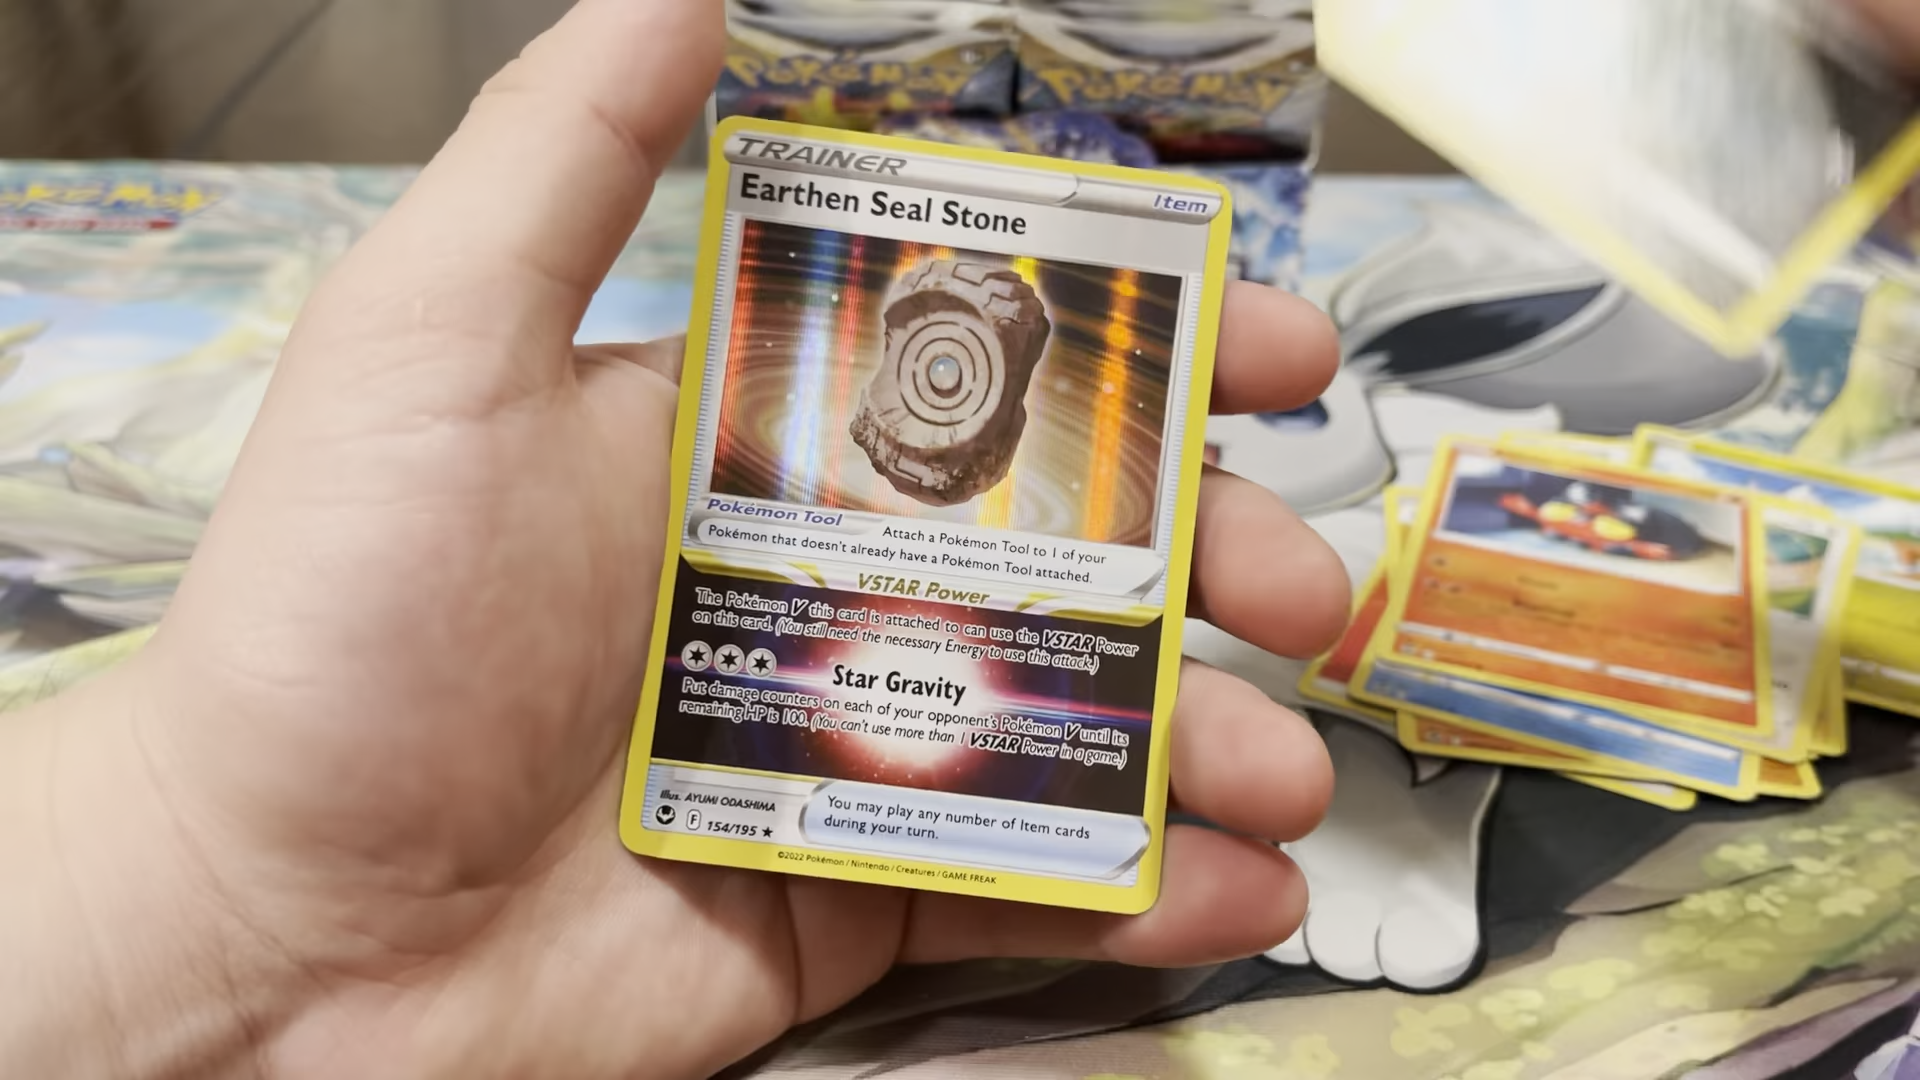 Pokémon
Pokémon
Pokémon
TRAINER
Item
Earthen Seal Stone
Pokémon Tool
Attach a Pokémon Tool to 1 of your
Pokémon that doesn't already have a Pokémon Tool attached.
VSTAR Power
The Pokémon V this card is attached to can use the VSTAR Power
on this card. (You still need the necessary Energy to use this attack.)
Star Gravity
Put damage counters on each of your opponent's Pokémon V until its
remaining HP is 100. (You can't use more than 1 VSTAR Power in a game.)
Illus. AYUMI ODASHIMA
F 154/195 ★
You may play any number of Item cards
during your turn.
©2022 Pokémon / Nintendo / Creatures / GAME FREAK